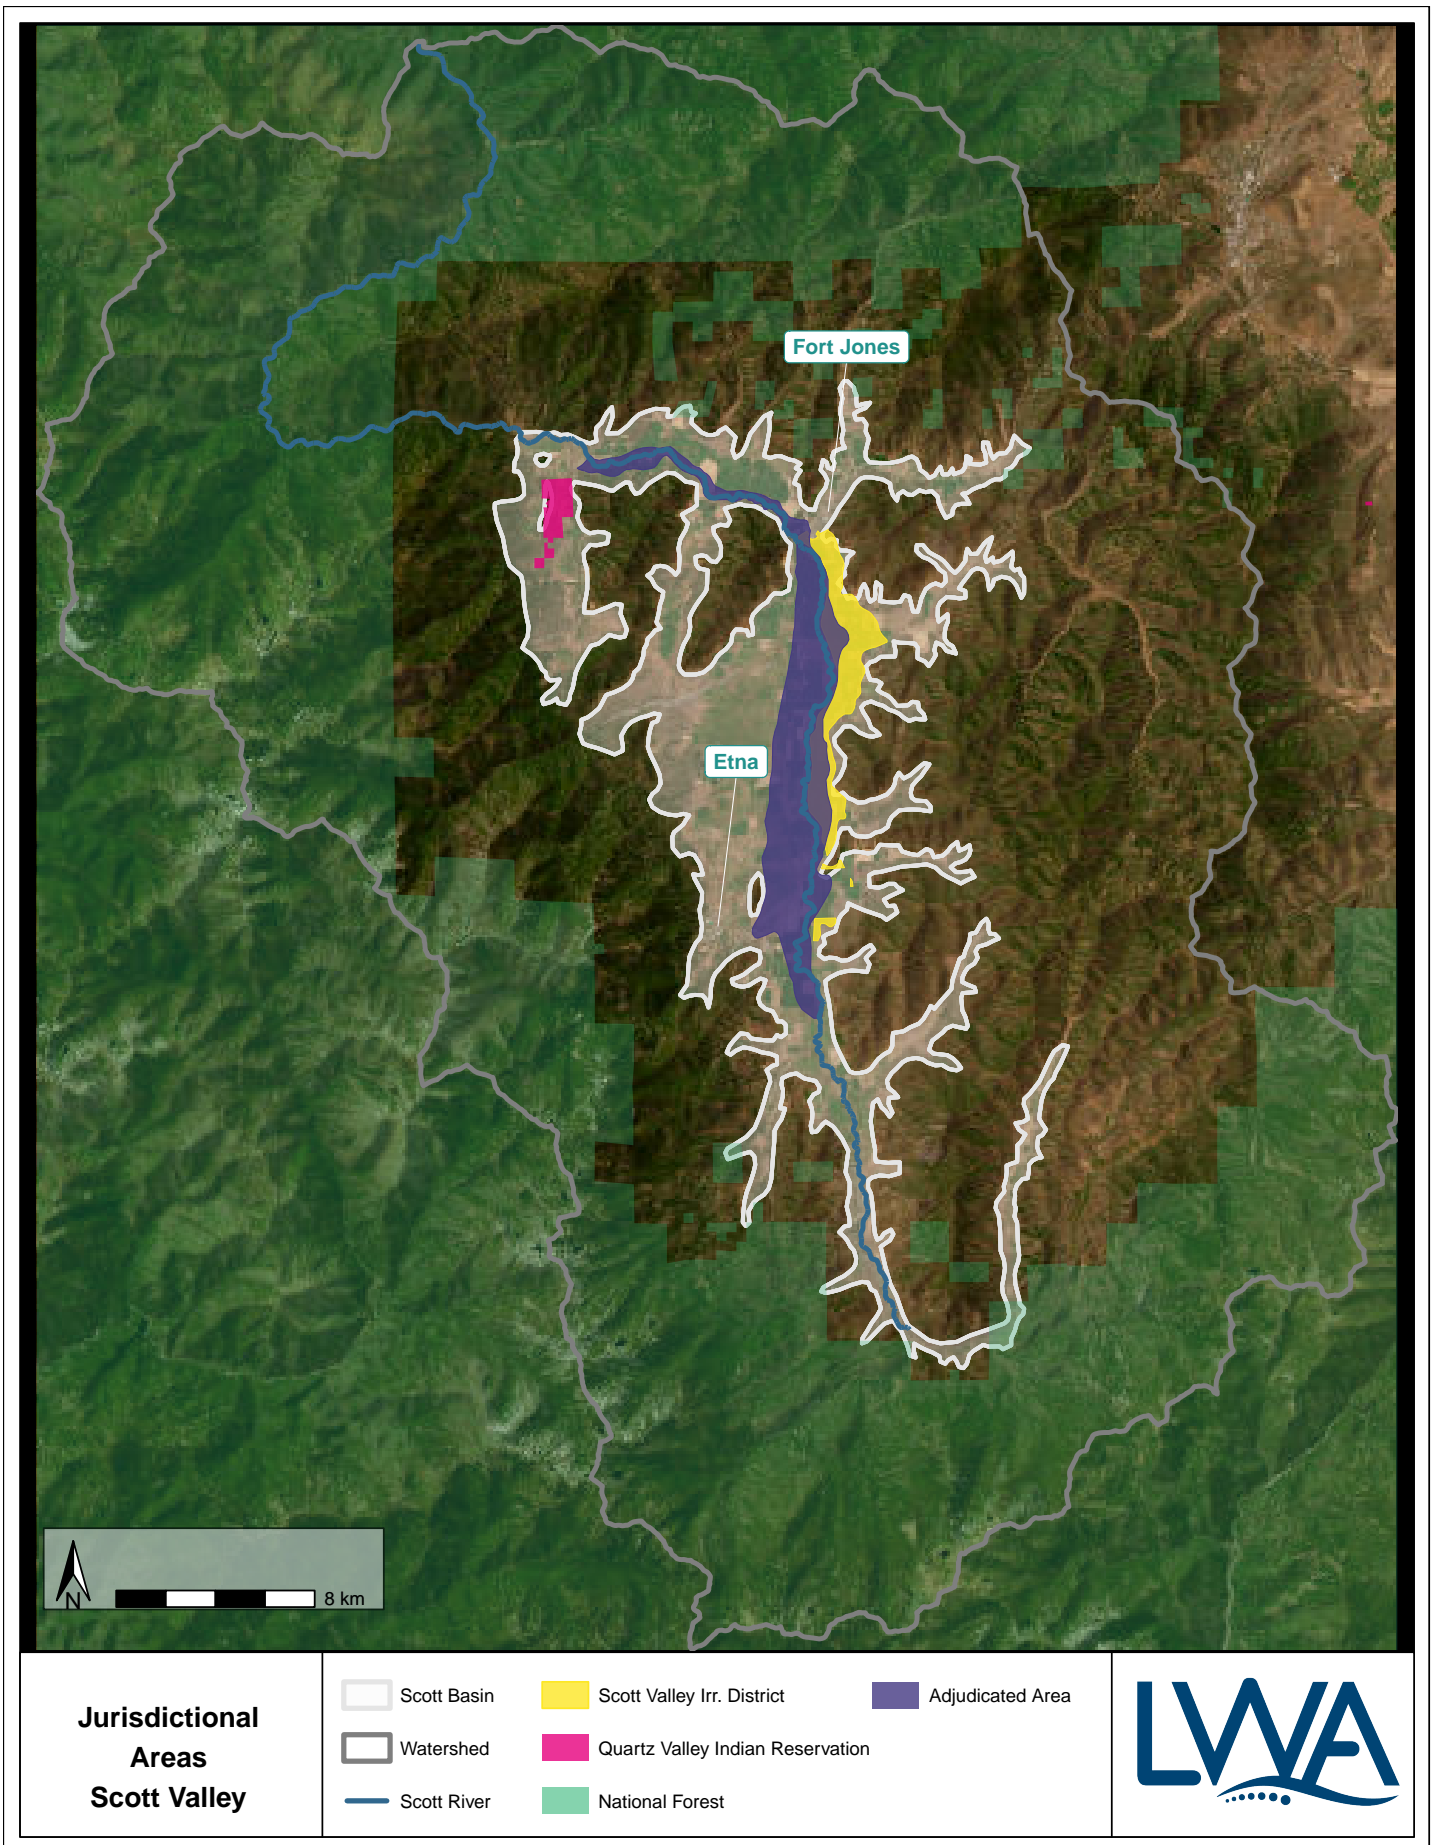 Fort Jones
Etna
N
8 km
Jurisdictional
Areas
Scott Valley
Scott Basin
Watershed
Scott River
Scott Valley Irr. District
Quartz Valley Indian Reservation
National Forest
Adjudicated Area
LWA